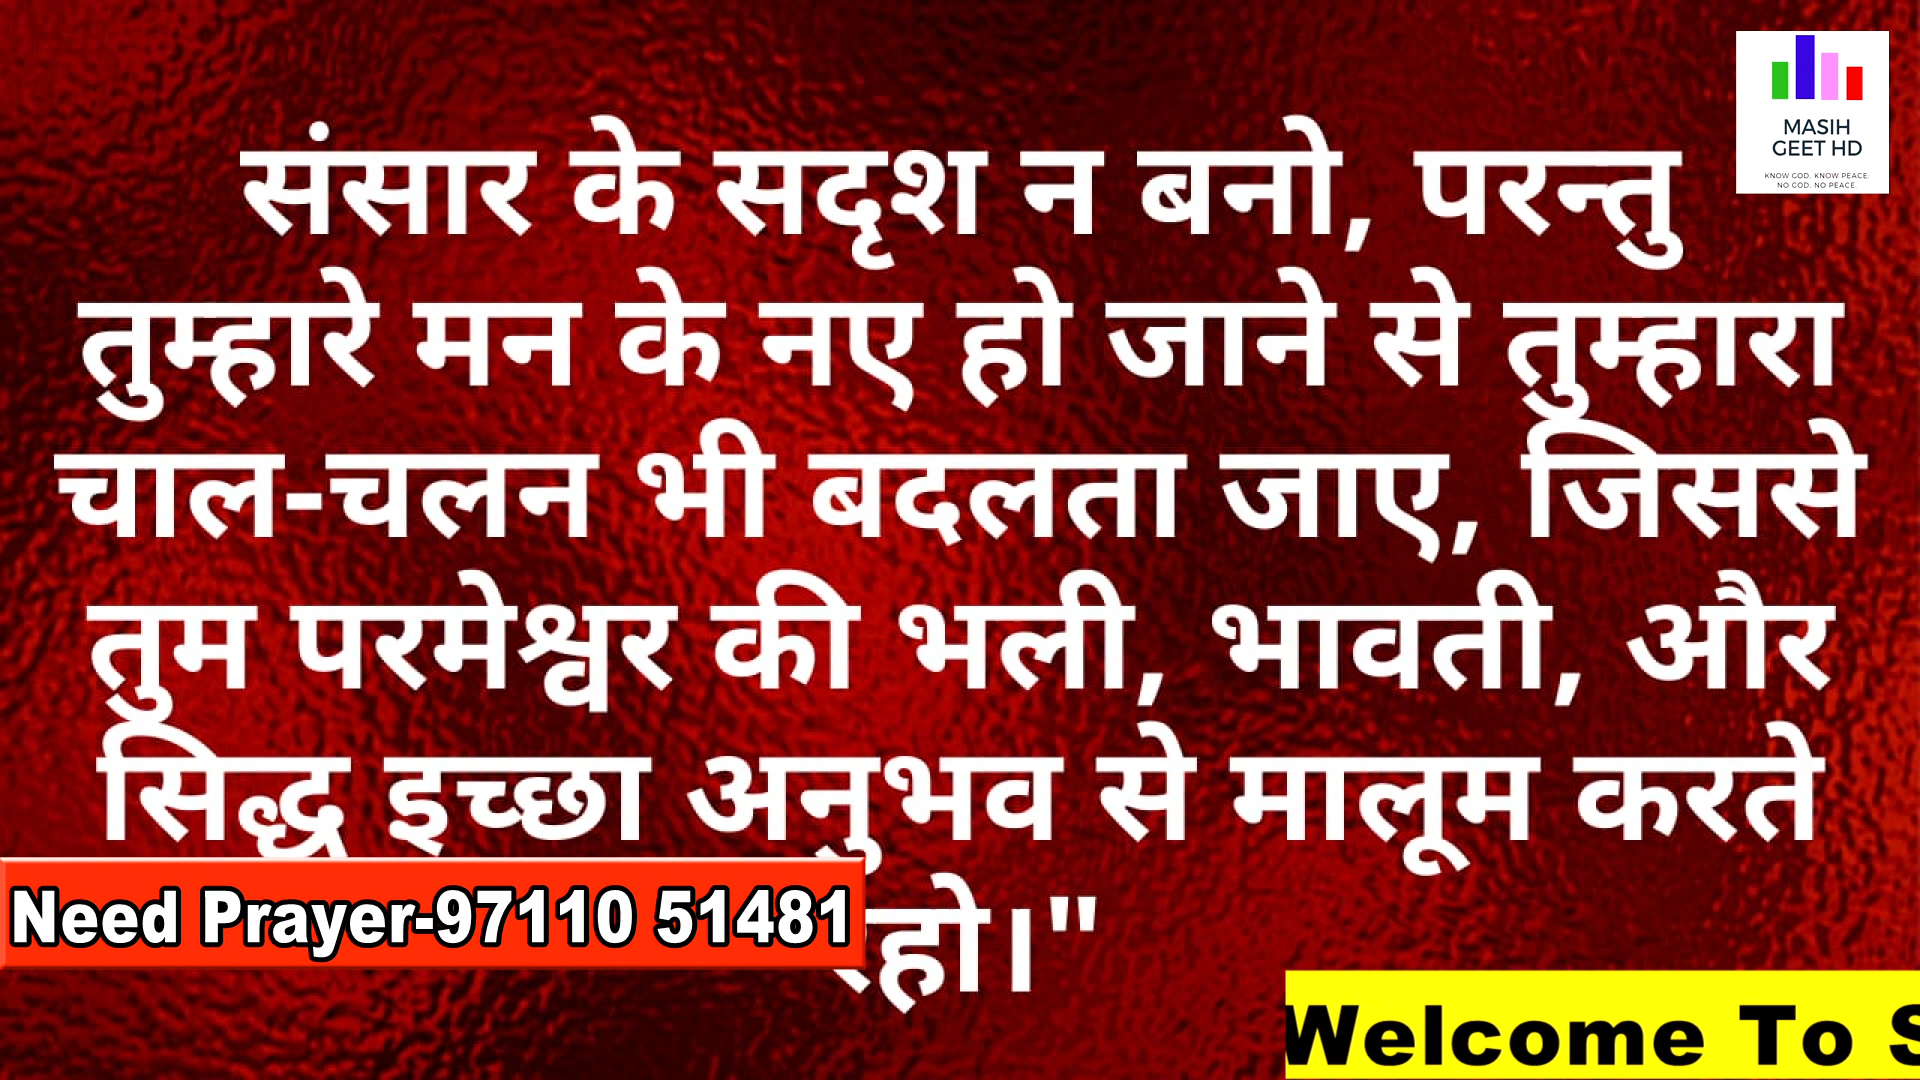 संसार के सदृश न बनो, परन्तु
तुम्हारे मन के नए हो जाने से तुम्हारा
चाल-चलन भी बदलता जाए, जिससे
तुम परमेश्वर की भली, भावती, और
सिद्ध इच्छा अनुभव से मालूम करते
रहो।"
MASIH
GEET HD
KNOW GOD. KNOW PEACE;
NO GOD. NO PEACE.
Need Prayer-97110 51481
Welcome To